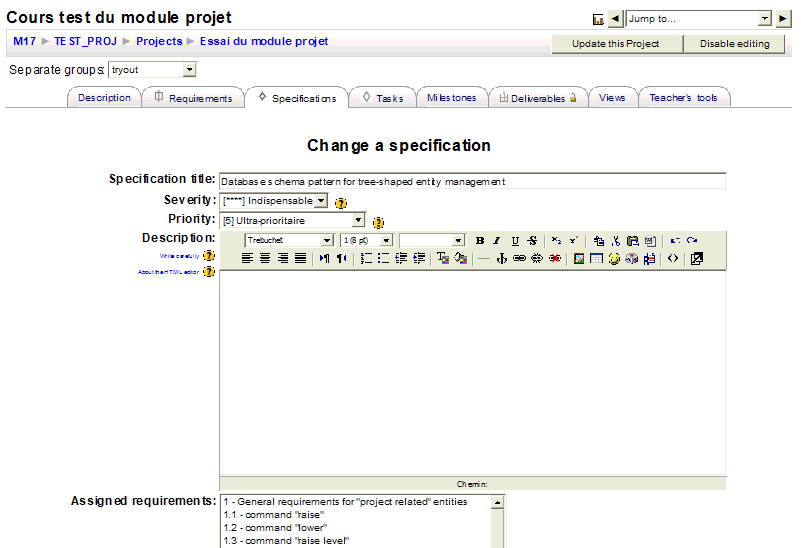 Cours test du module projet
Jump to...
M17 ► TEST_PROJ ► Projects ► Essai du module projet
Update this Project
Disable editing
Separate groups: tryout
Description
Requirements
Specifications
Tasks
Milestones
Deliverables
Views
Teacher's tools
Change a specification
Specification title: Database schema pattern for tree-shaped entity management
Severity: [****] Indispensable
Priority: [5] Ultra-prioritaire
Description:
Trebuchet
1 (8 pt)
Write carefully
About the HTML editor
Chemin:
Assigned requirements:
1 - General requirements for "project related" entities
1.1 - command "raise"
1.2 - command "lower"
1.3 - command "raise level"